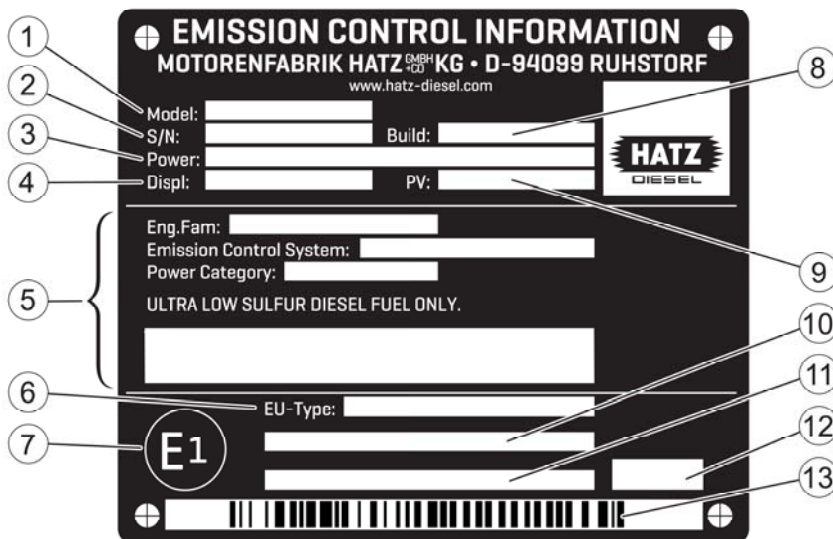 EMISSION CONTROL INFORMATION
MOTORENFABRIK HATZ GMBH +CO KG • D-94099 RUHSTORF
www.hatz-diesel.com
1
Model:
2
S/N:
Build:
8
3
Power:
4
Displ:
PV:
9
HATZ
DIESEL
5
Eng.Fam:
Emission Control System:
Power Category:
ULTRA LOW SULFUR DIESEL FUEL ONLY.
6
EU-Type:
10
7
E1
11
12
13